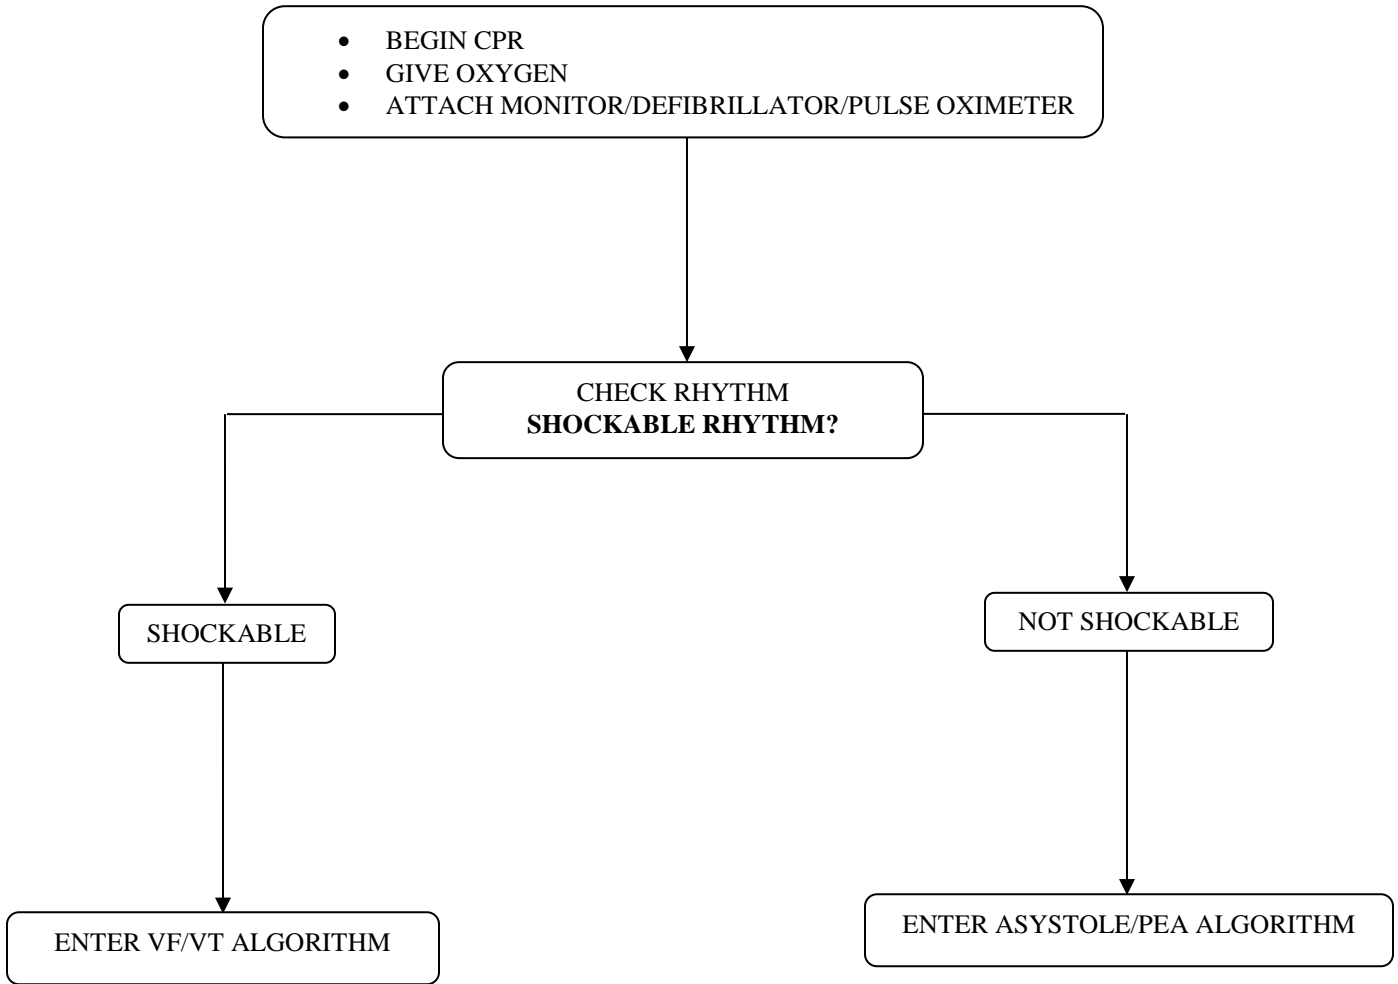 • BEGIN CPR
• GIVE OXYGEN
• ATTACH MONITOR/DEFIBRILLATOR/PULSE OXIMETER
CHECK RHYTHM
SHOCKABLE RHYTHM?
SHOCKABLE
NOT SHOCKABLE
ENTER VF/VT ALGORITHM
ENTER ASYSTOLE/PEA ALGORITHM